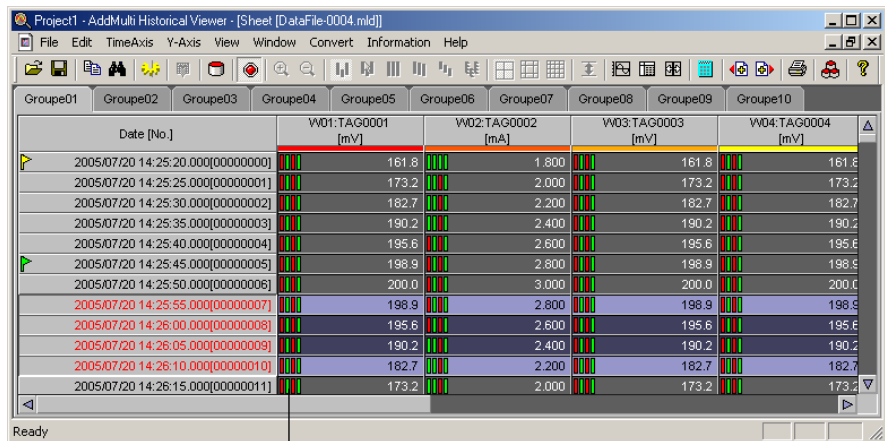 Project1 - AddMulti Historical Viewer - [Sheet [DataFile-0004.mld]]
File Edit TimeAxis Y-Axis View Window Convert Information Help
Groupe01 Groupe02 Groupe03 Groupe04 Groupe05 Groupe06 Groupe07 Groupe08 Groupe09 Groupe10
Date [No.] W01:TAG0001 W02:TAG0002 W03:TAG0003 W04:TAG0004
[mV] [mA] [mV] [mV]
2005/07/20 14:25:20.000[00000000] 161.8 1.800 161.8 161.8
2005/07/20 14:25:25.000[00000001] 173.2 2.000 173.2 173.2
2005/07/20 14:25:30.000[00000002] 182.7 2.200 182.7 182.7
2005/07/20 14:25:35.000[00000003] 190.2 2.400 190.2 190.2
2005/07/20 14:25:40.000[00000004] 195.6 2.600 195.6 195.6
2005/07/20 14:25:45.000[00000005] 198.9 2.800 198.9 198.9
2005/07/20 14:25:50.000[00000006] 200.0 3.000 200.0 200.0
2005/07/20 14:25:55.000[00000007] 198.9 2.800 198.9 198.9
2005/07/20 14:26:00.000[00000008] 195.6 2.600 195.6 195.6
2005/07/20 14:26:05.000[00000009] 190.2 2.400 190.2 190.2
2005/07/20 14:26:10.000[00000010] 182.7 2.200 182.7 182.7
2005/07/20 14:26:15.000[00000011] 173.2 2.000 173.2 173.2
Ready